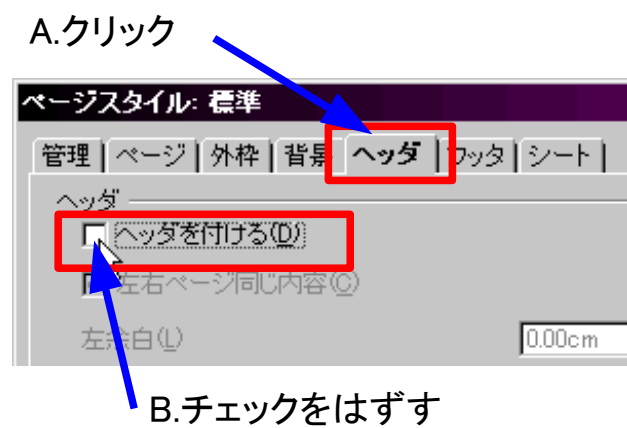 A.クリック
ページスタイル: 標準
管理 ページ 外枠 背景 ヘッダ フッタ シート
ヘッダ
ヘッダを付ける(D)
左右ページ同じ内容(C)
左余白(L) 0.00cm
B.チェックをはずす